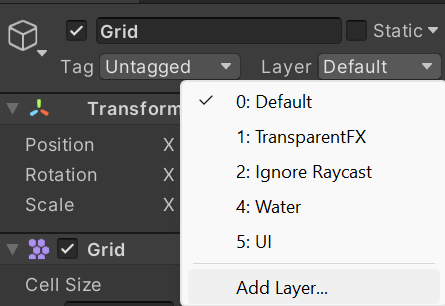 Grid
Static
Tag Untagged Layer Default
Transform
Position X
Rotation X
Scale X
Grid
Cell Size
0: Default
1: TransparentFX
2: Ignore Raycast
4: Water
5: UI
Add Layer...